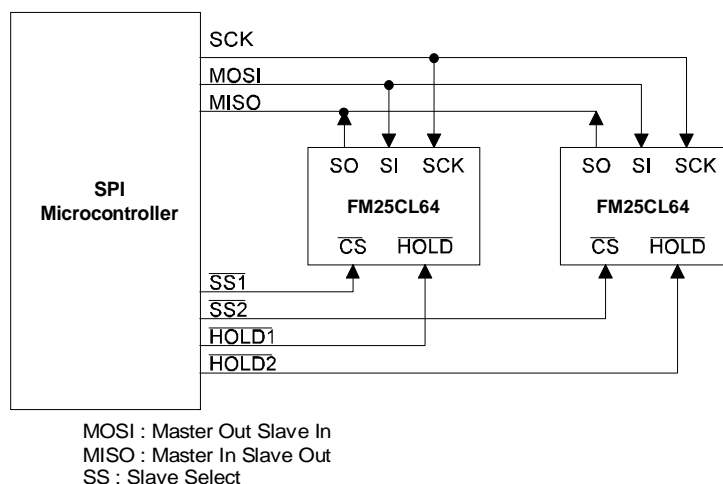 SCK
MOSI
MISO
SPI
Microcontroller
SO SI SCK
FM25CL64
CS HOLD
SO SI SCK
FM25CL64
CS HOLD
SS1
SS2
HOLD1
HOLD2
MOSI : Master Out Slave In
MISO : Master In Slave Out
SS : Slave Select